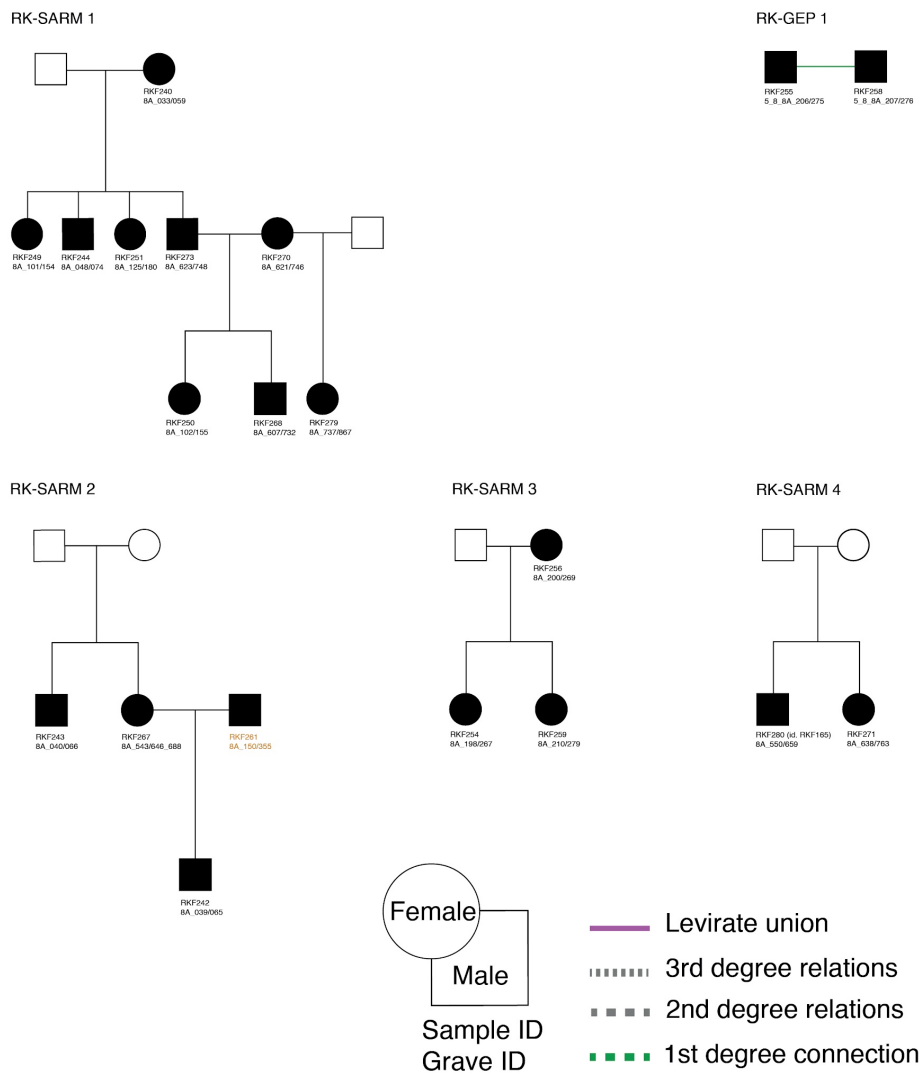 RK-SARM 1
RK-GEP 1
RKF240
8A_033/059
RKF255
5_8_8A_206/275
RKF258
5_8_8A_207/276
RKF249
8A_101/154
RKF244
8A_048/074
RKF251
8A_125/180
RKF273
8A_623/748
RKF270
8A_621/746
RKF250
8A_102/155
RKF268
8A_607/732
RKF279
8A_737/867
RK-SARM 2
RK-SARM 3
RK-SARM 4
RKF256
8A_200/269
RKF243
8A_040/066
RKF267
8A_543/646_688
RKF261
8A_150/355
RKF254
8A_198/267
RKF259
8A_210/279
RKF280 (id. RKF165)
8A_550/659
RKF271
8A_638/763
RKF242
8A_039/065
Female
Male
Sample ID
Grave ID
Levirate union
3rd degree relations
2nd degree relations
1st degree connection